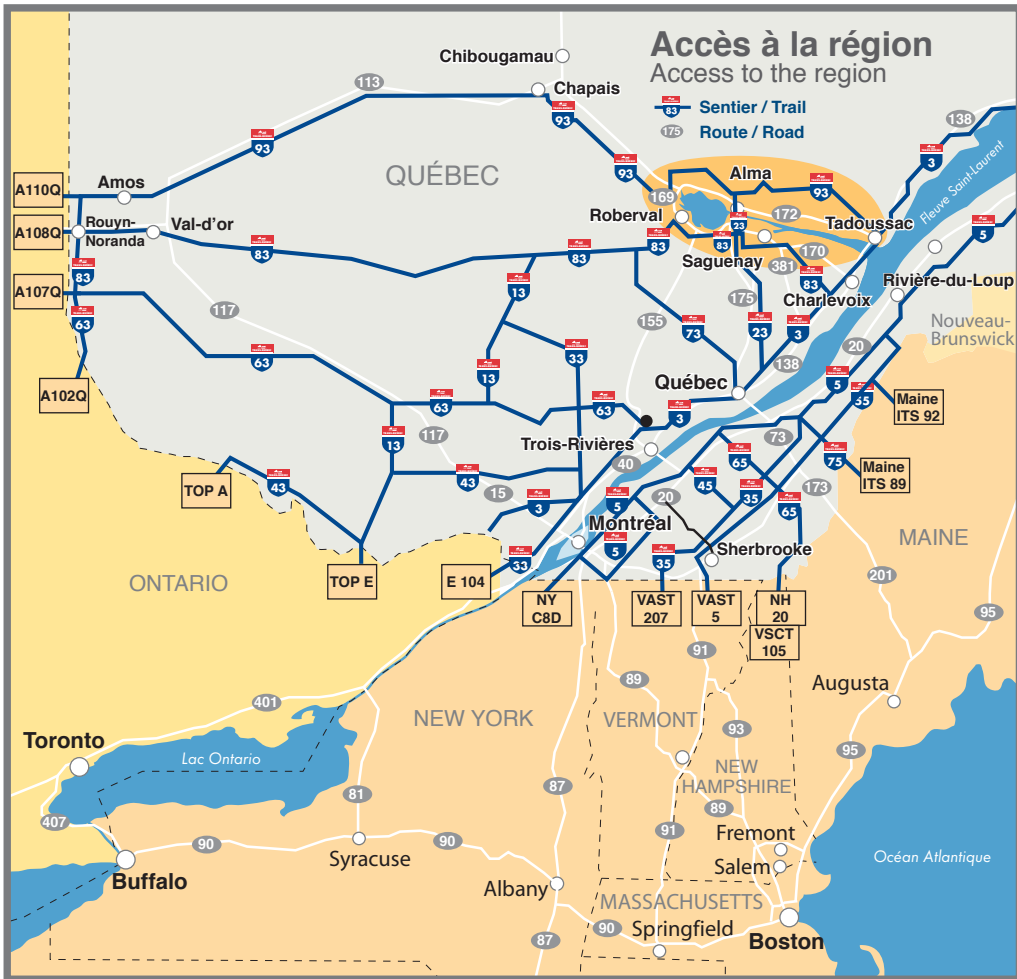 Accès à la région
Access to the region
83
Sentier / Trail
175
Route / Road
Chibougamau
Chapais
113
93
138
3
Fleuve Saint-Laurent
QUÉBEC
93
93
Alma
93
A110Q
Amos
169
Roberval
172
Tadoussac
5
A108Q
Rouyn-
Noranda
Val-d'or
23
83
83
83
83
83
Saguenay
170
381
83
Rivière-du-Loup
A107Q
13
175
Charlevoix
63
117
155
73
23
3
Nouveau-
Brunswick
20
33
138
63
13
Québec
5
55
A102Q
63
63
3
Maine
ITS 92
13
117
Trois-Rivières
73
40
65
75
Maine
ITS 89
TOP A
43
43
15
20
45
35
173
3
5
65
Montréal
5
Sherbrooke
MAINE
33
35
ONTARIO
TOP E
E 104
NY
C8D
VAST
207
VAST
5
NH
20
VSCT
105
201
95
91
89
Augusta
401
NEW YORK
VERMONT
93
Toronto
Lac Ontario
95
NEW
HAMPSHIRE
81
87
89
407
90
90
91
Fremont
Syracuse
Salem
Océan Atlantique
Buffalo
Albany
MASSACHUSETTS
90
Springfield
87
Boston